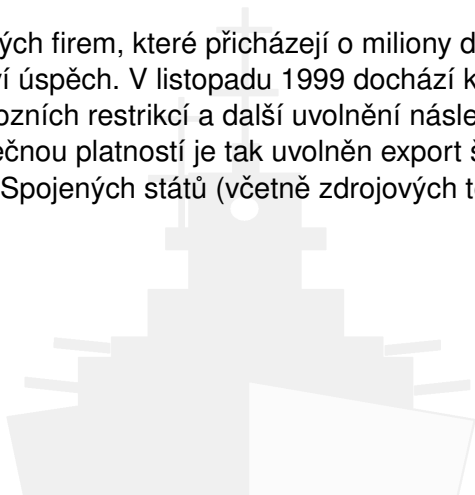 ých firem, které přicházejí o miliony d
ví úspěch. V listopadu 1999 dochází k
ozních restrikcí a další uvolnění násle
ečnou platností je tak uvolněn export š
Spojených států (včetně zdrojových t